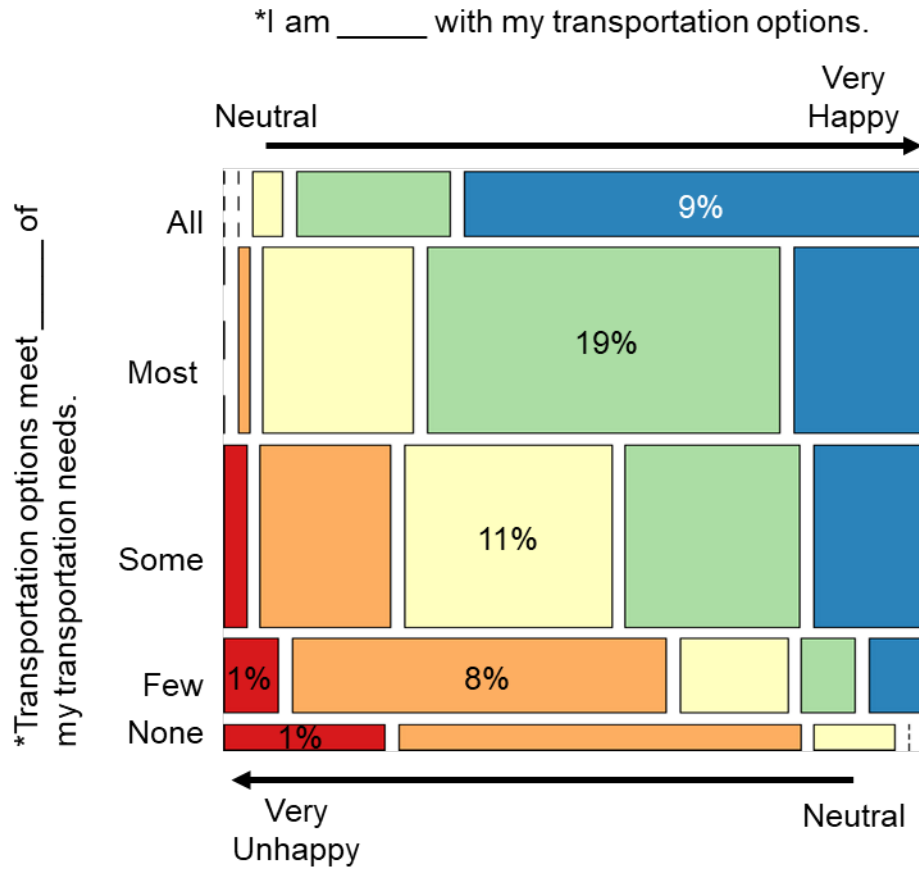 *I am _____ with my transportation options.
Neutral
Very
Happy
*Transportation options meet _____ of
my transportation needs.
All
9%
Most
19%
Some
11%
Few
1%
8%
None
1%
Very
Unhappy
Neutral